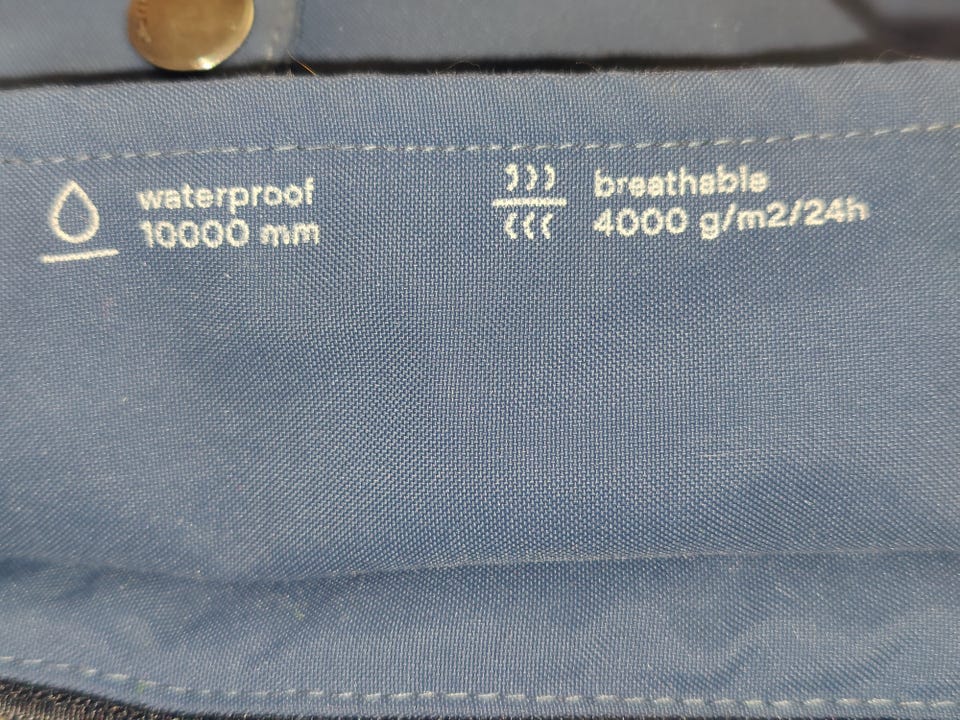 waterproof
10000 mm
breathable
4000 g/m2/24h